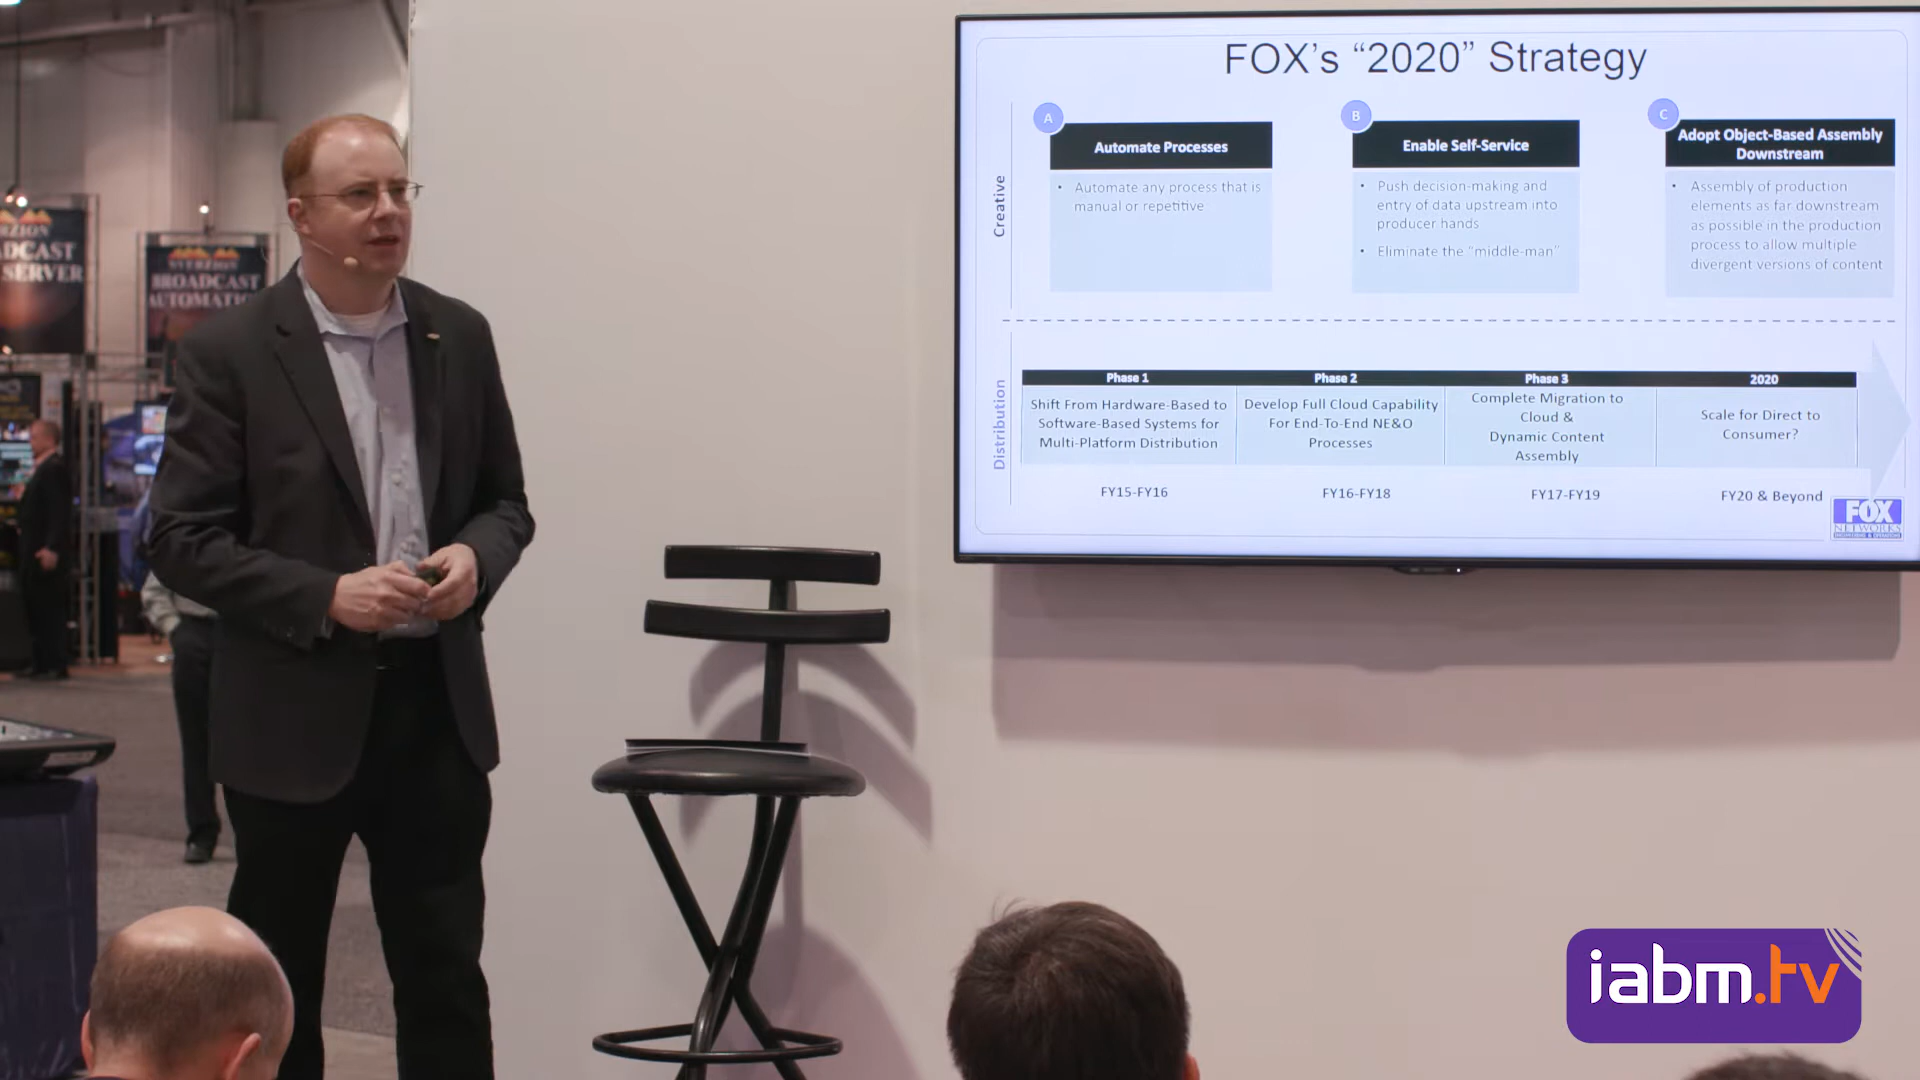 FOX's “2020” Strategy
Creative
A
Automate Processes
• Automate any process that is
manual or repetitive
B
Enable Self-Service
• Push decision-making and
entry of data upstream into
producer hands
• Eliminate the “middle-man”
C
Adopt Object-Based Assembly
Downstream
• Assembly of production
elements as far downstream
as possible in the production
process to allow multiple
divergent versions of content
Distribution
Phase 1
Shift From Hardware-Based to
Software-Based Systems for
Multi-Platform Distribution
FY15-FY16
Phase 2
Develop Full Cloud Capability
For End-To-End NE&O
Processes
FY16-FY18
Phase 3
Complete Migration to
Cloud &
Dynamic Content
Assembly
FY17-FY19
2020
Scale for Direct to
Consumer?
FY20 & Beyond
FOX
NETWORKS
ENGINEERING & OPERATIONS
SERVER
BROADCAST
AUTOMATI
iabm.tv